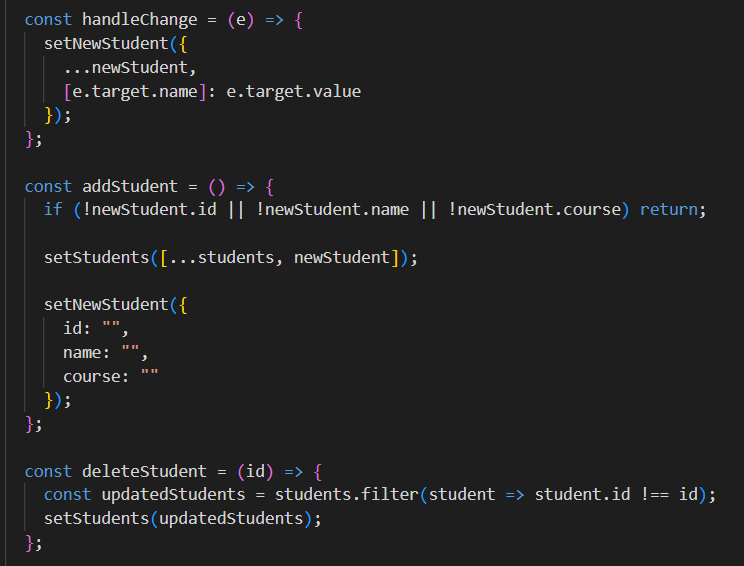 const handleChange = (e) => {
setNewStudent({
...newStudent,
[e.target.name]: e.target.value
});
};
const addStudent = () => {
if (!newStudent.id || !newStudent.name || !newStudent.course) return;
setStudents([...students, newStudent]);
setNewStudent({
id: "",
name: "",
course: ""
});
};
const deleteStudent = (id) => {
const updatedStudents = students.filter(student => student.id !== id);
setStudents(updatedStudents);
};